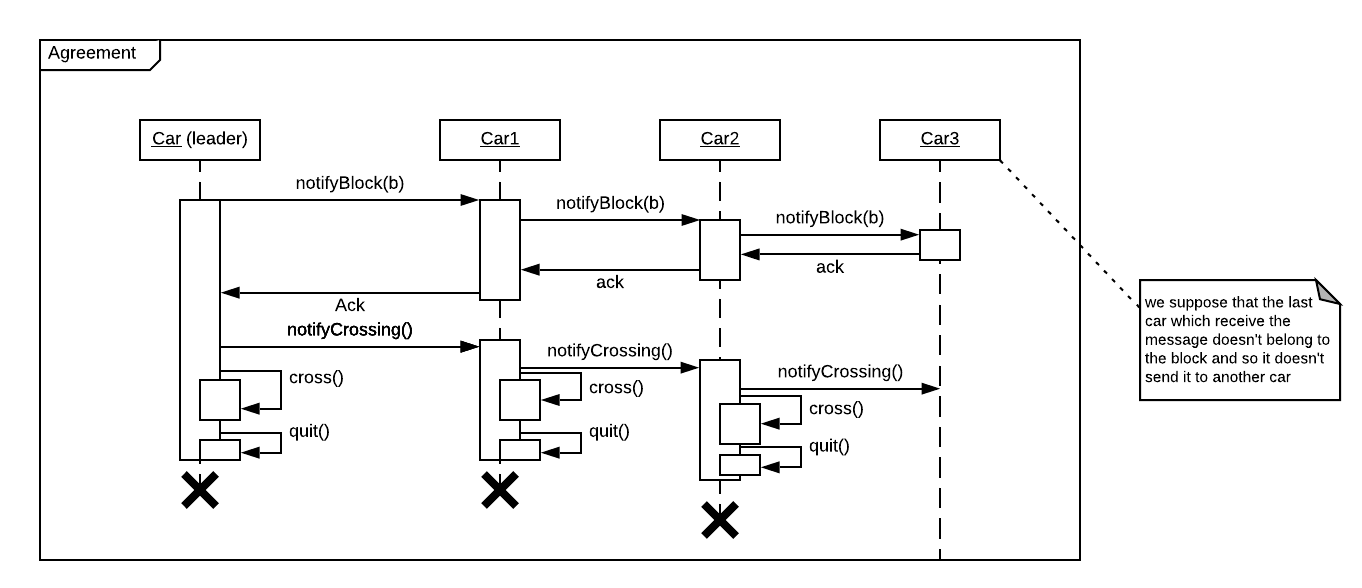 Agreement
Car (leader)
Car1
Car2
Car3
notifyBlock(b)
notifyBlock(b)
notifyBlock(b)
ack
ack
Ack
notifyCrossing()
notifyCrossing()
notifyCrossing()
cross()
cross()
cross()
quit()
quit()
quit()
we suppose that the last
car which receive the
message doesn't belong to
the block and so it doesn't
send it to another car